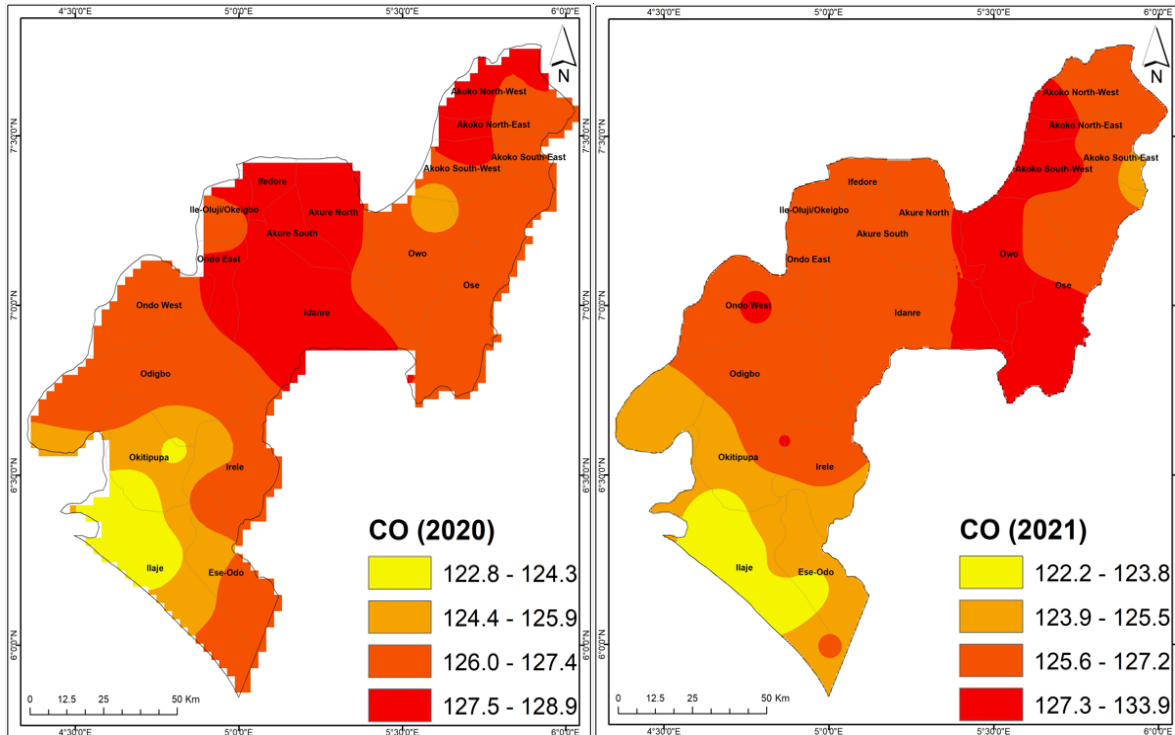 4°30'0"E 5°0'0"E 5°30'0"E 6°0'0"E
N
Akoko North-West
Akoko North-East
7°30'0"N
Akoko South-East
Akoko South-West
Ifedore
Ile-Oluji/Okeigbo
Akure North
Akure South
Ondo East
Owo
Ose
Ondo West
7°0'0"N
Idanre
Odigbo
Okitipupa
Irele
6°30'0"N
Ilaje
Ese-Odo
6°0'0"N
CO (2020)
122.8 - 124.3
124.4 - 125.9
126.0 - 127.4
127.5 - 128.9
0 12.5 25 50 Km
4°30'0"E 5°0'0"E 5°30'0"E 6°0'0"E
4°30'0"E 5°0'0"E 5°30'0"E 6°0'0"E
N
Akoko North-West
Akoko North-East
7°30'0"N
Akoko South-East
Akoko South-West
Ifedore
Ile-Oluji/Okeigbo
Akure North
Akure South
Ondo East
Owo
Ose
Ondo West
7°0'0"N
Idanre
Odigbo
Okitipupa
Irele
6°30'0"N
Ilaje
Ese-Odo
6°0'0"N
CO (2021)
122.2 - 123.8
123.9 - 125.5
125.6 - 127.2
127.3 - 133.9
0 12.5 25 50 Km
4°30'0"E 5°0'0"E 5°30'0"E 6°0'0"E